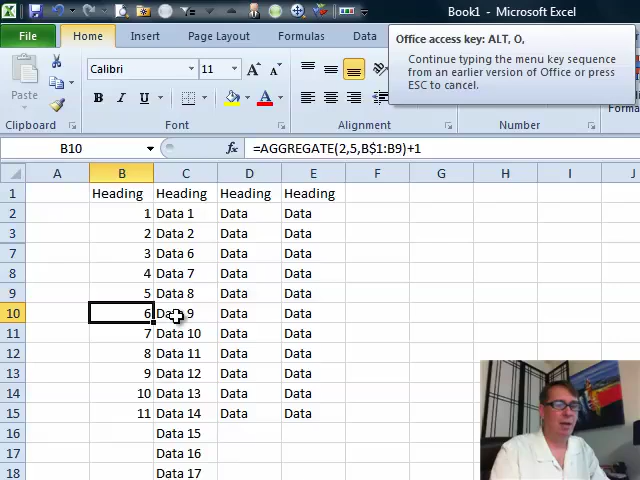 Book1 - Microsoft Excel
File Home Insert Page Layout Formulas Data
Office access key: ALT, O,
Continue typing the menu key sequence
from an earlier version of Office or press
ESC to cancel.
Paste
Calibri 11 A A
B I U A
Clipboard Font Number
B10 fx =AGGREGATE(2,5,B$1:B9)+1
A B C D E F G H I J
1 Heading Heading Heading Heading
2 1 Data 1 Data Data
3 2 Data 2 Data Data
7 3 Data 6 Data Data
8 4 Data 7 Data Data
9 5 Data 8 Data Data
10 6 Data 9 Data Data
11 7 Data 10 Data Data
12 8 Data 11 Data Data
13 9 Data 12 Data Data
14 10 Data 13 Data Data
15 11 Data 14 Data Data
16 Data 15
17 Data 16
18 Data 17